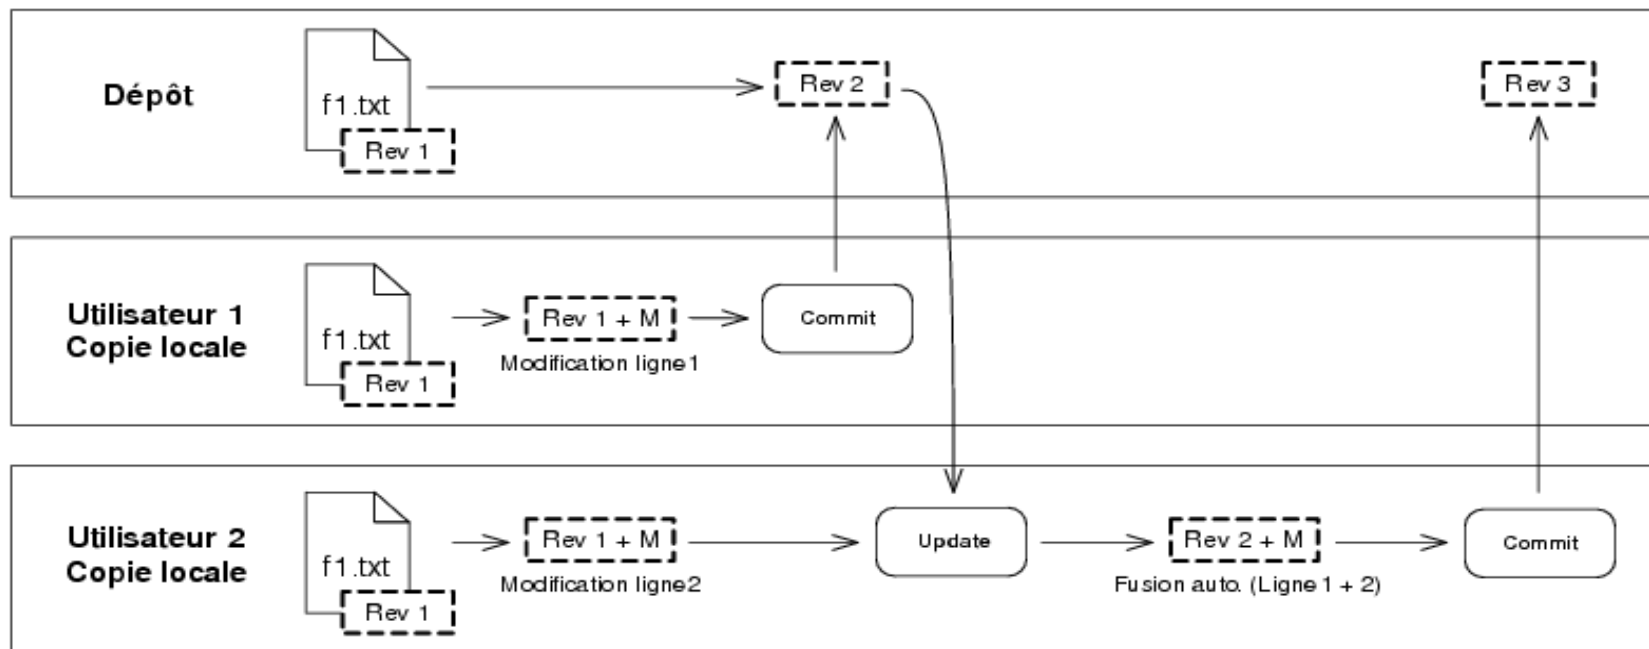 Dépôt
f1.txt
Rev 1
Rev 2
Rev 3
Utilisateur 1
Copie locale
f1.txt
Rev 1
Rev 1 + M
Modification ligne1
Commit
Utilisateur 2
Copie locale
f1.txt
Rev 1
Rev 1 + M
Modification ligne2
Update
Rev 2 + M
Fusion auto. (Ligne1 + 2)
Commit